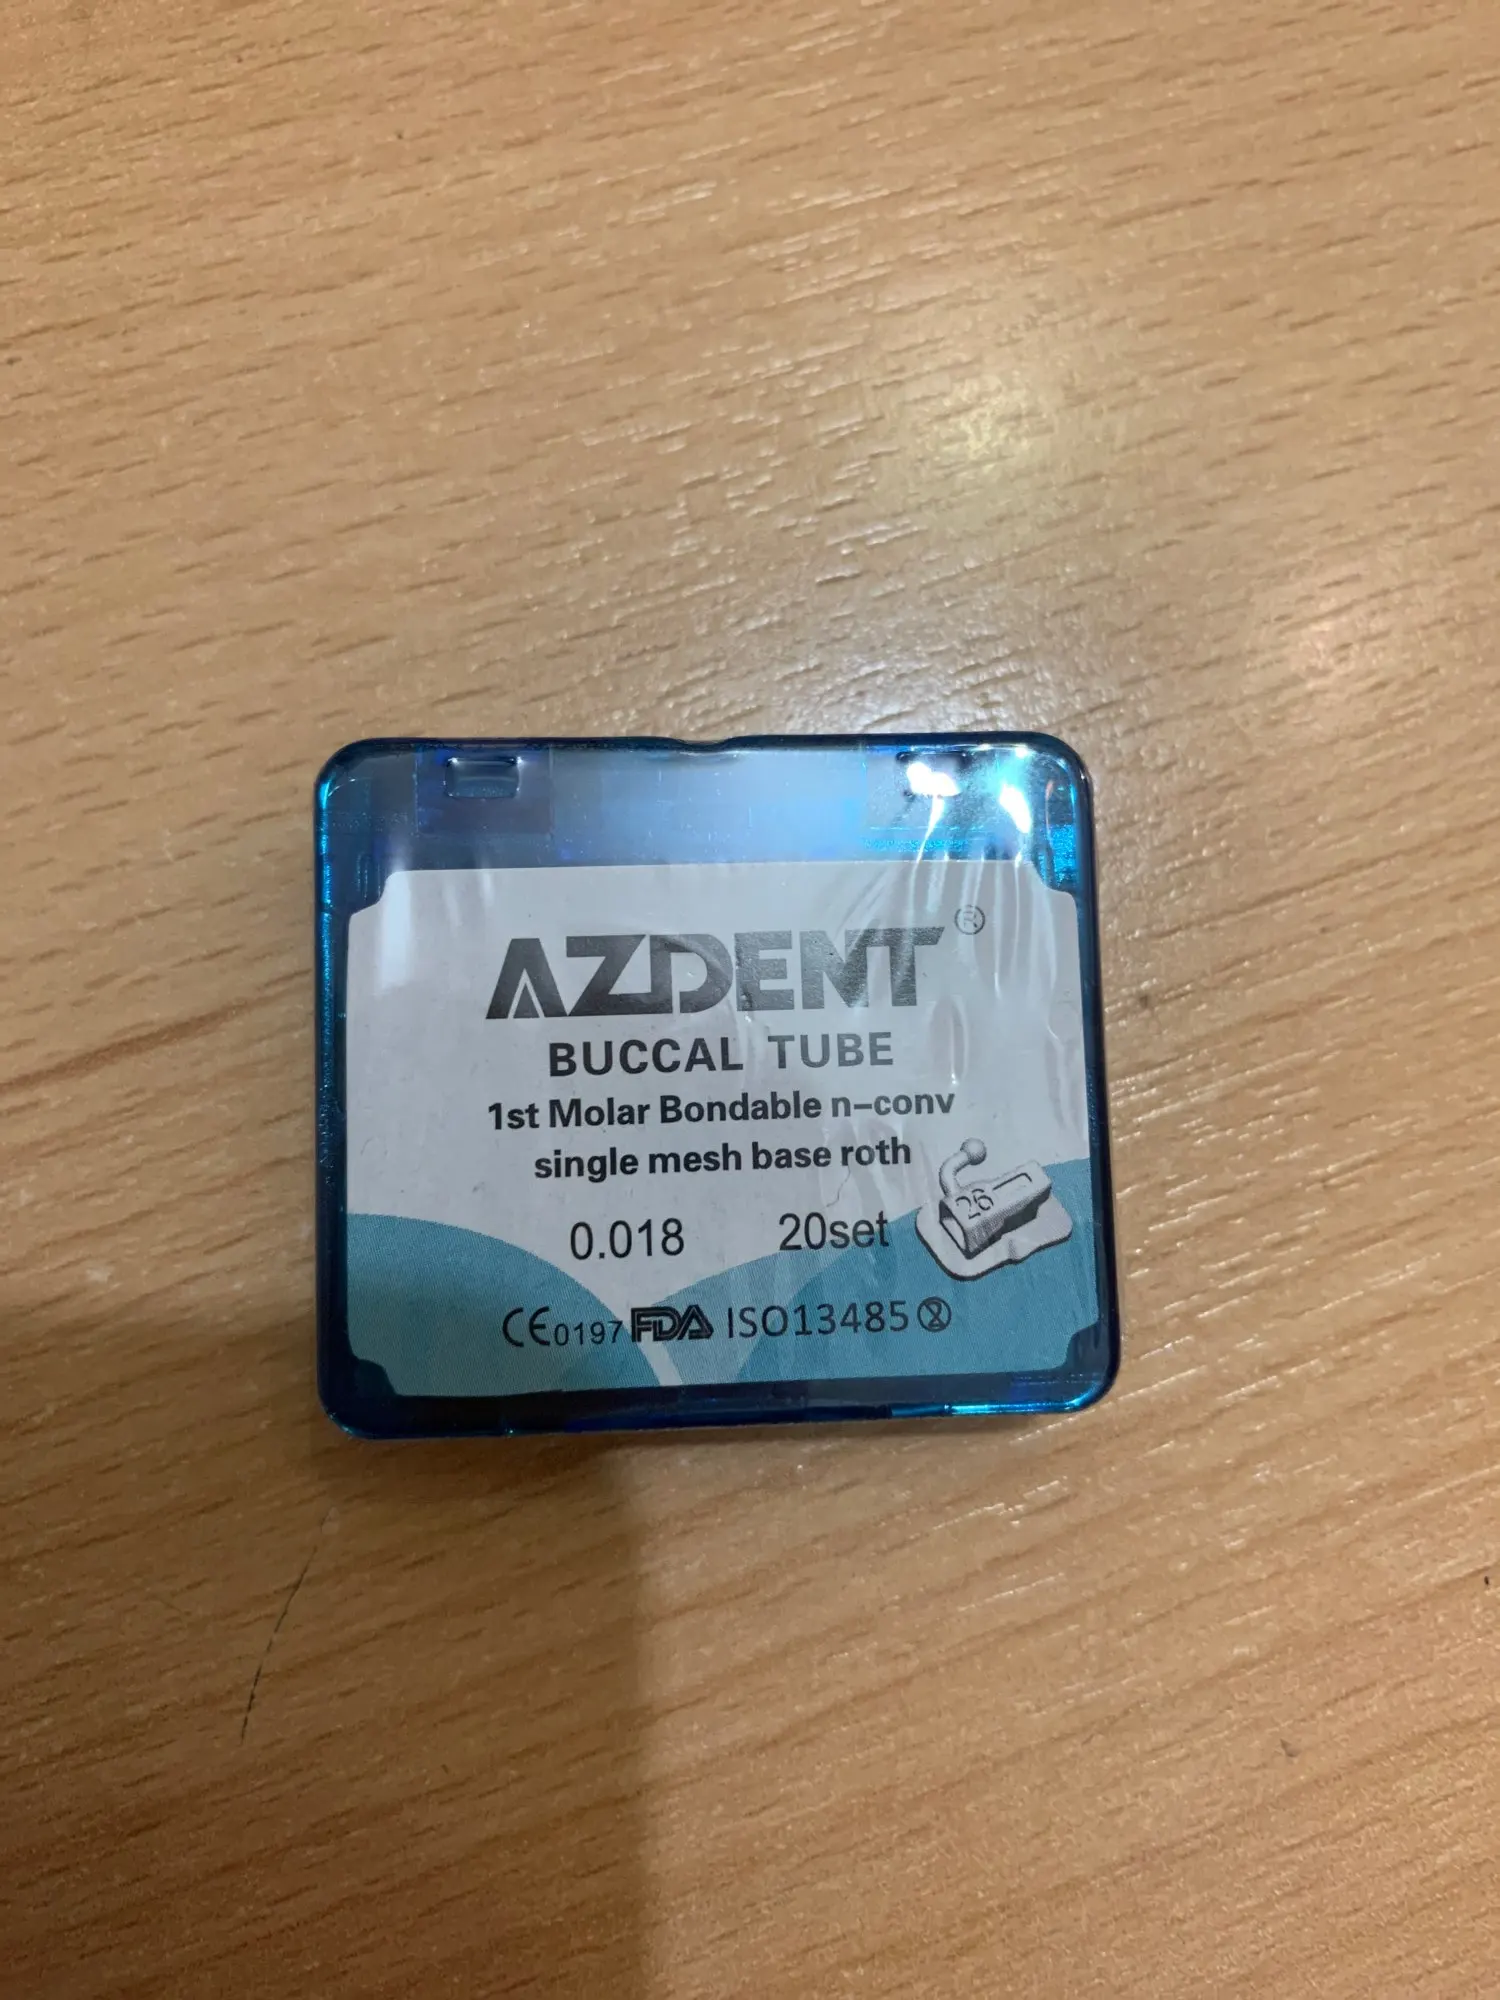 AZDENT®
BUCCAL TUBE
1st Molar Bondable n-conv
single mesh base roth
26
0.018 20set
CE0197 FDA ISO13485